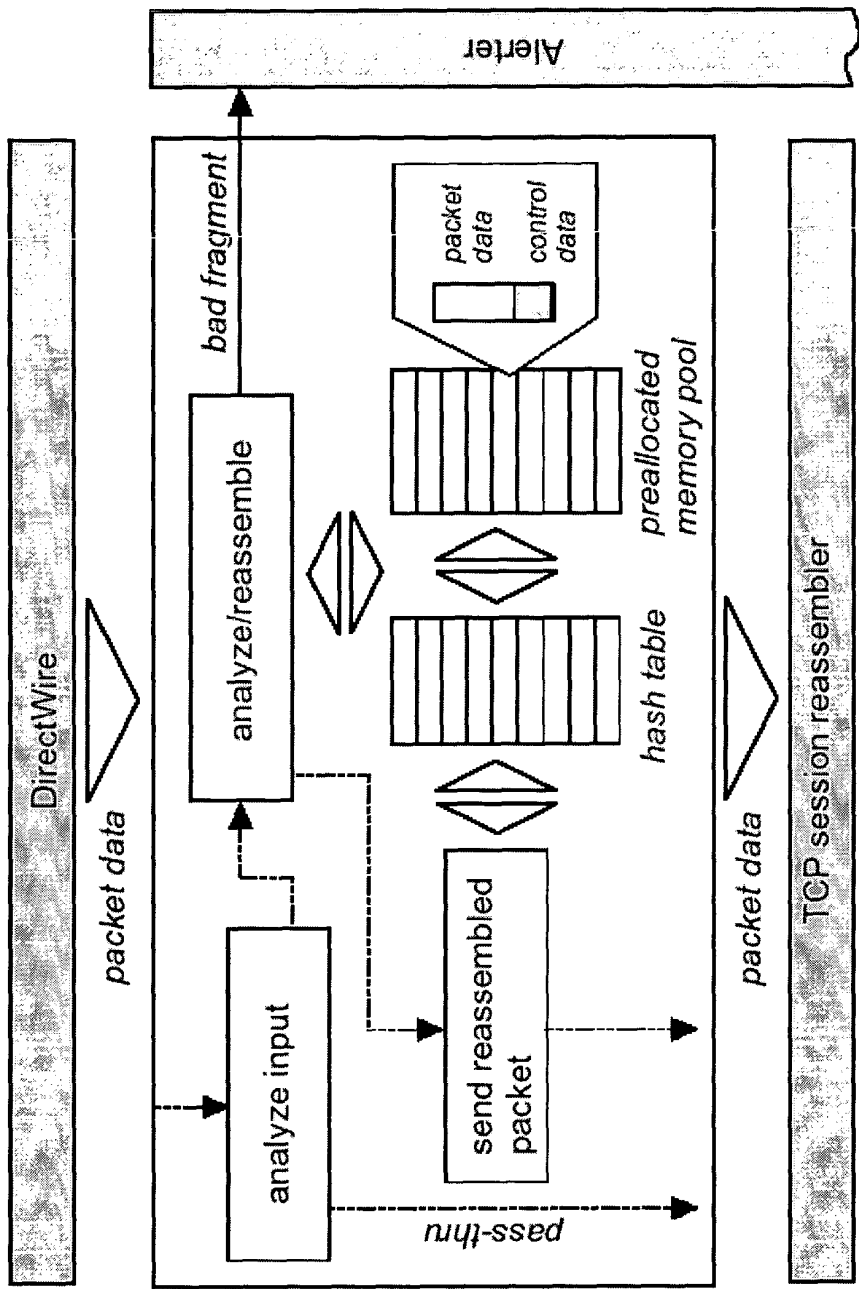 DirectWire
packet data
analyze input
analyze/reassemble
bad fragment
Alerter
pass-thru
send reassembled
packet
hash table
preallocated
memory pool
packet
data
control
data
packet data
TCP session reassembler